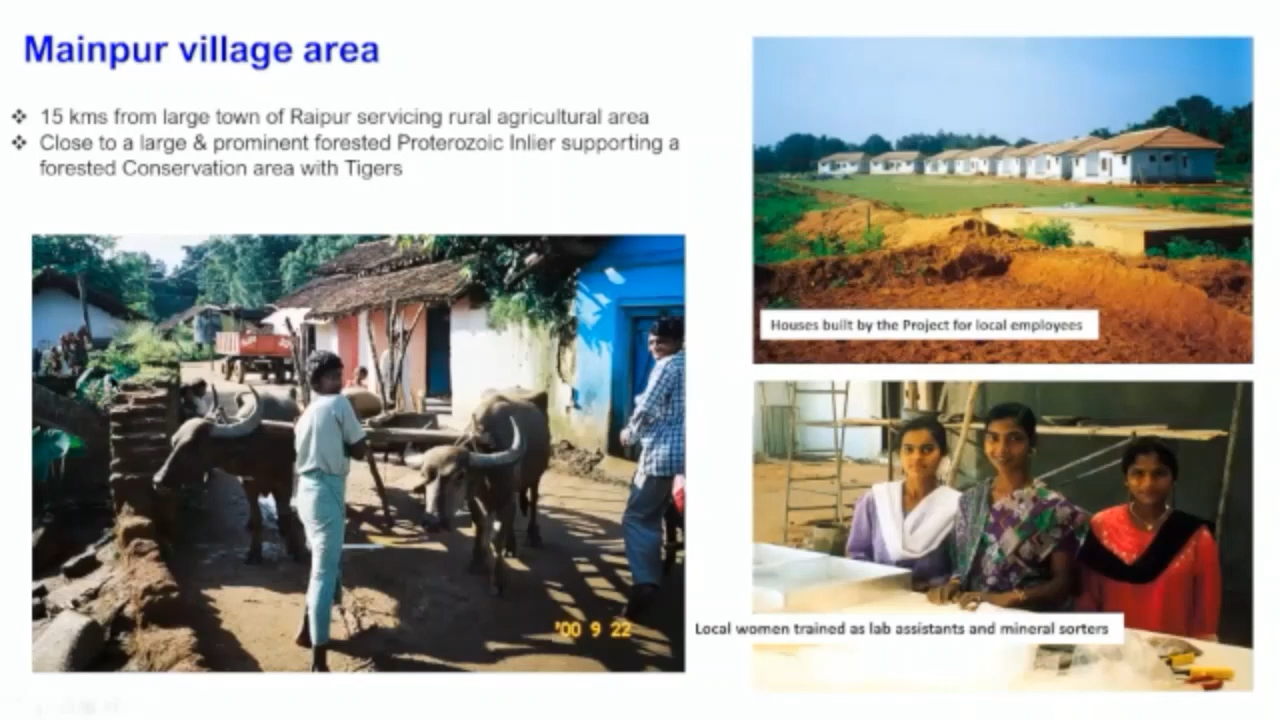 Mainpur village area
❖ 15 kms from large town of Raipur servicing rural agricultural area
❖ Close to a large & prominent forested Proterozoic Inlier supporting a
forested Conservation area with Tigers
Houses built by the Project for local employees
'00 9 22
Local women trained as lab assistants and mineral sorters